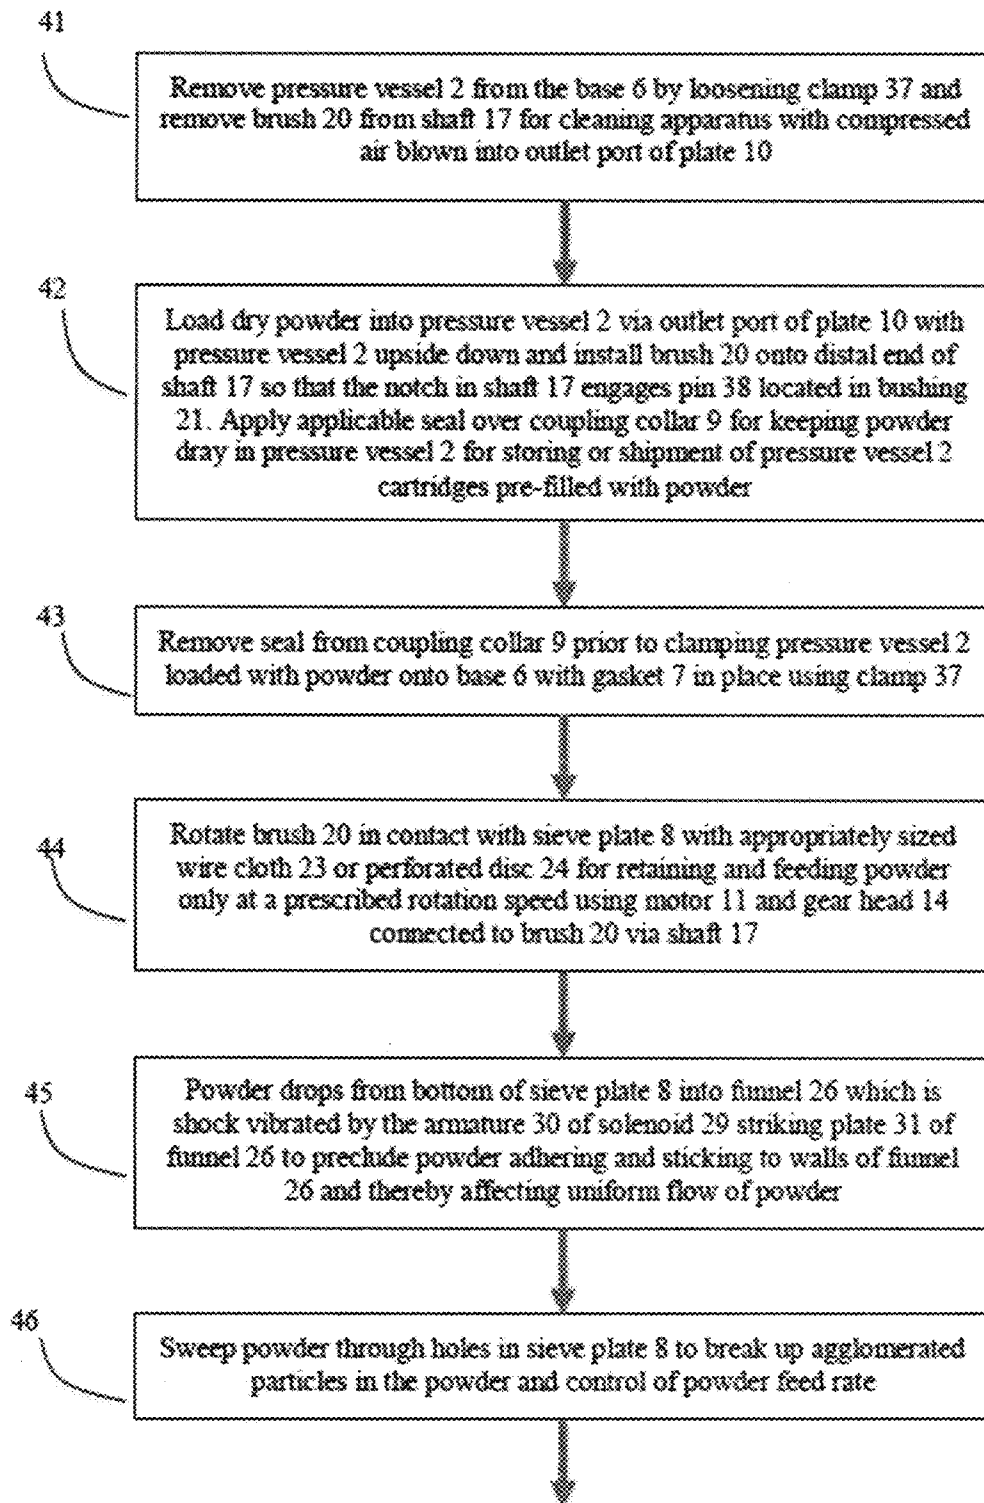 41
Remove pressure vessel 2 from the base 6 by loosening clamp 37 and
remove brush 20 from shaft 17 for cleaning apparatus with compressed
air blown into outlet port of plate 10
42
Load dry powder into pressure vessel 2 via outlet port of plate 10 with
pressure vessel 2 upside down and install brush 20 onto distal end of
shaft 17 so that the notch in shaft 17 engages pin 38 located in bushing
21. Apply applicable seal over coupling collar 9 for keeping powder
dray in pressure vessel 2 for storing or shipment of pressure vessel 2
cartridges pre-filled with powder
43
Remove seal from coupling collar 9 prior to clamping pressure vessel 2
loaded with powder onto base 6 with gasket 7 in place using clamp 37
44
Rotate brush 20 in contact with sieve plate 8 with appropriately sized
wire cloth 23 or perforated disc 24 for retaining and feeding powder
only at a prescribed rotation speed using motor 11 and gear head 14
connected to brush 20 via shaft 17
45
Powder drops from bottom of sieve plate 8 into funnel 26 which is
shock vibrated by the armature 30 of solenoid 29 striking plate 31 of
funnel 26 to preclude powder adhering and sticking to walls of funnel
26 and thereby affecting uniform flow of powder
46
Sweep powder through holes in sieve plate 8 to break up agglomerated
particles in the powder and control of powder feed rate